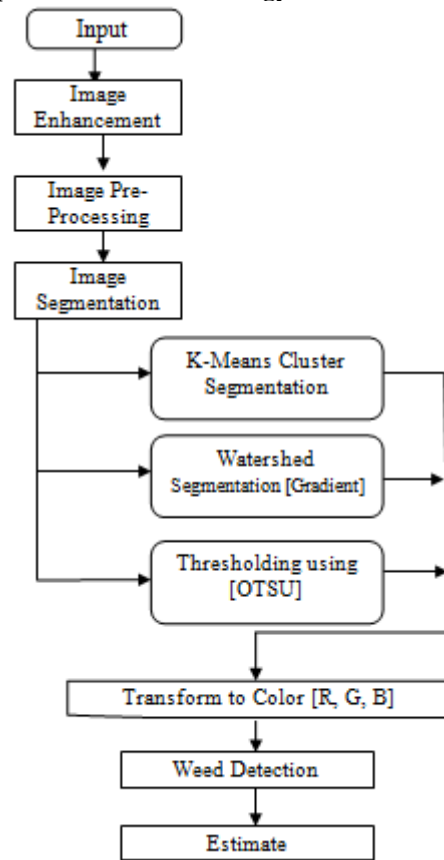 Input
Image
Enhancement
Image Pre-
Processing
Image
Segmentation
K-Means Cluster
Segmentation
Watershed
Segmentation [Gradient]
Thresholding using
[OTSU]
Transform to Color [R, G, B]
Weed Detection
Estimate